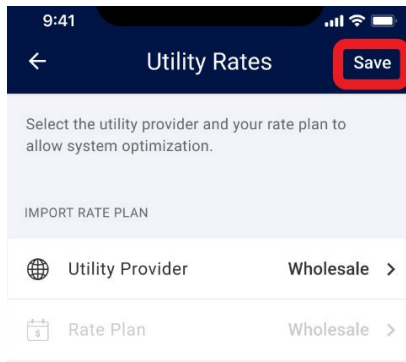 9:41
Utility Rates Save
Select the utility provider and your rate plan to
allow system optimization.
IMPORT RATE PLAN
Utility Provider Wholesale
$ Rate Plan Wholesale